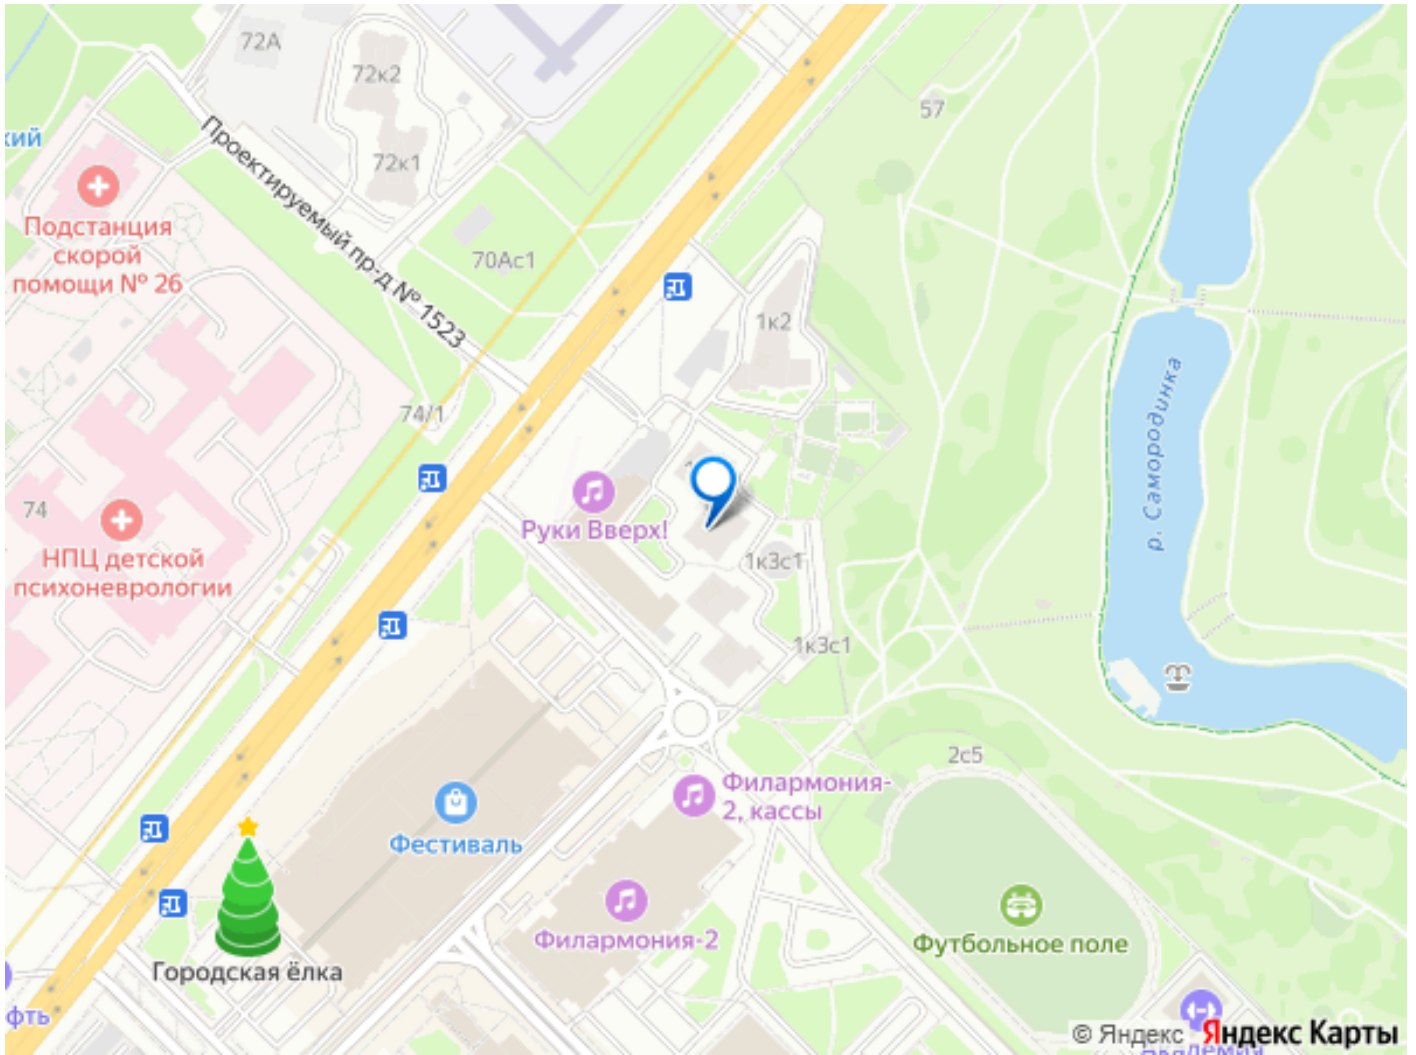 72А
72к2
57
кий
72к1
Проектируемый пр-д № 1523
Подстанция
скорой
помощи № 26
70Ас1
1к2
р. Самородинка
74/1
74
Руки Вверх!
НПЦ детской
психоневрологии
1к3с1
1к3с1
2с5
Филармония-
2, кассы
Фестиваль
Филармония-2
Футбольное поле
Городская ёлка
фть
© Яндекс Яндекс Карты
Академия